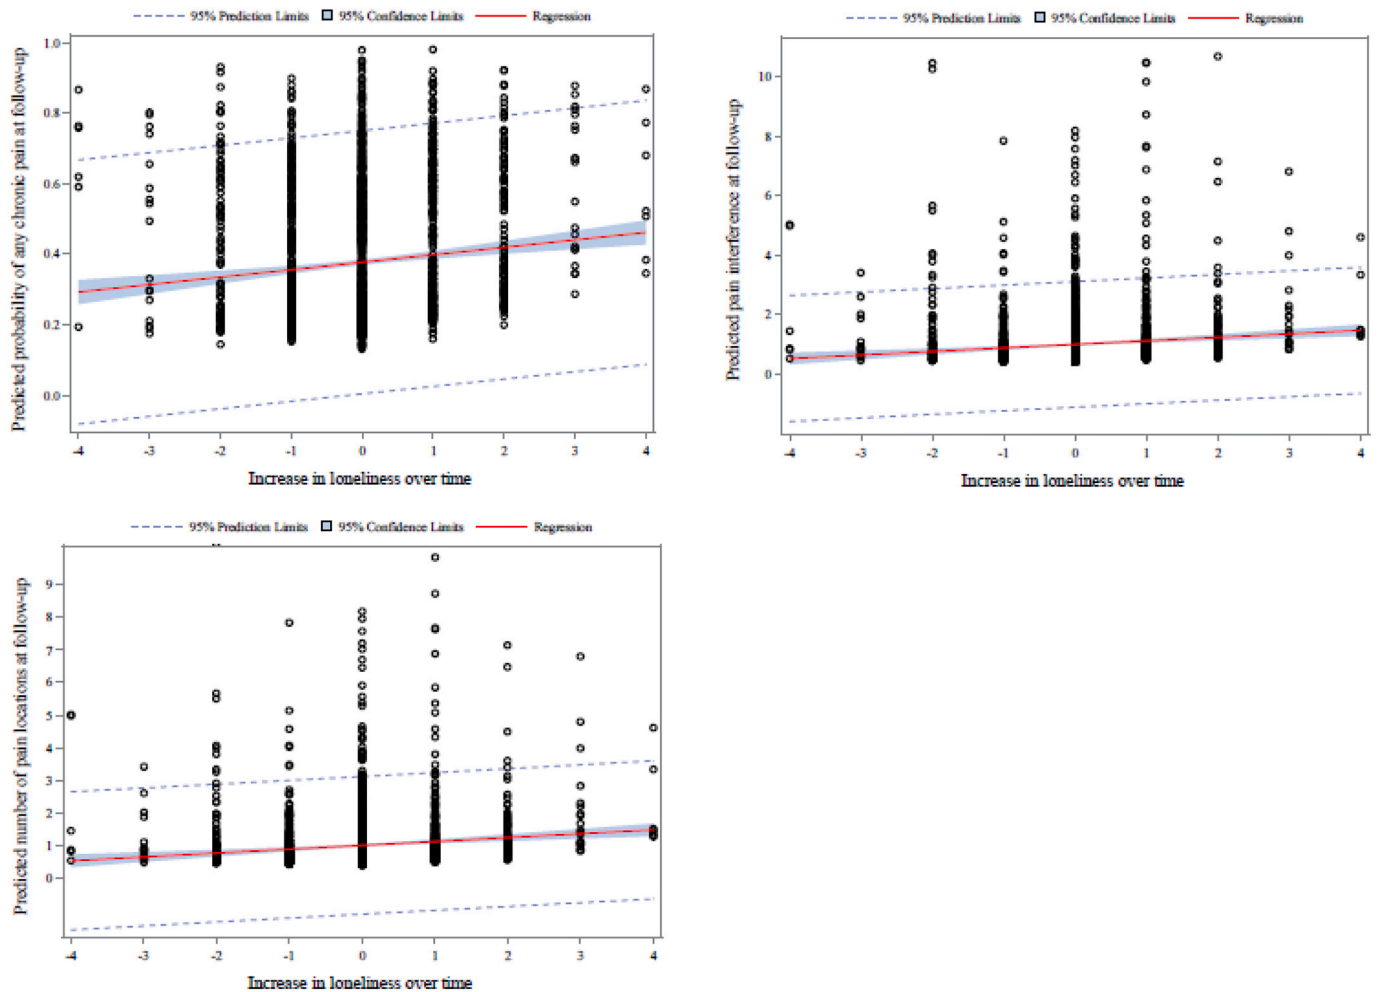 95% Prediction Limits 95% Confidence Limits Regression
Predicted probability of any chronic pain at follow-up
1.0
0.8
0.6
0.4
0.2
0.0
-4 -3 -2 -1 0 1 2 3 4
Increase in loneliness over time
95% Prediction Limits 95% Confidence Limits Regression
Predicted pain interference at follow-up
10
8
6
4
2
0
-4 -3 -2 -1 0 1 2 3 4
Increase in loneliness over time
95% Prediction Limits 95% Confidence Limits Regression
Predicted number of pain locations at follow-up
9
8
7
6
5
4
3
2
1
0
-4 -3 -2 -1 0 1 2 3 4
Increase in loneliness over time